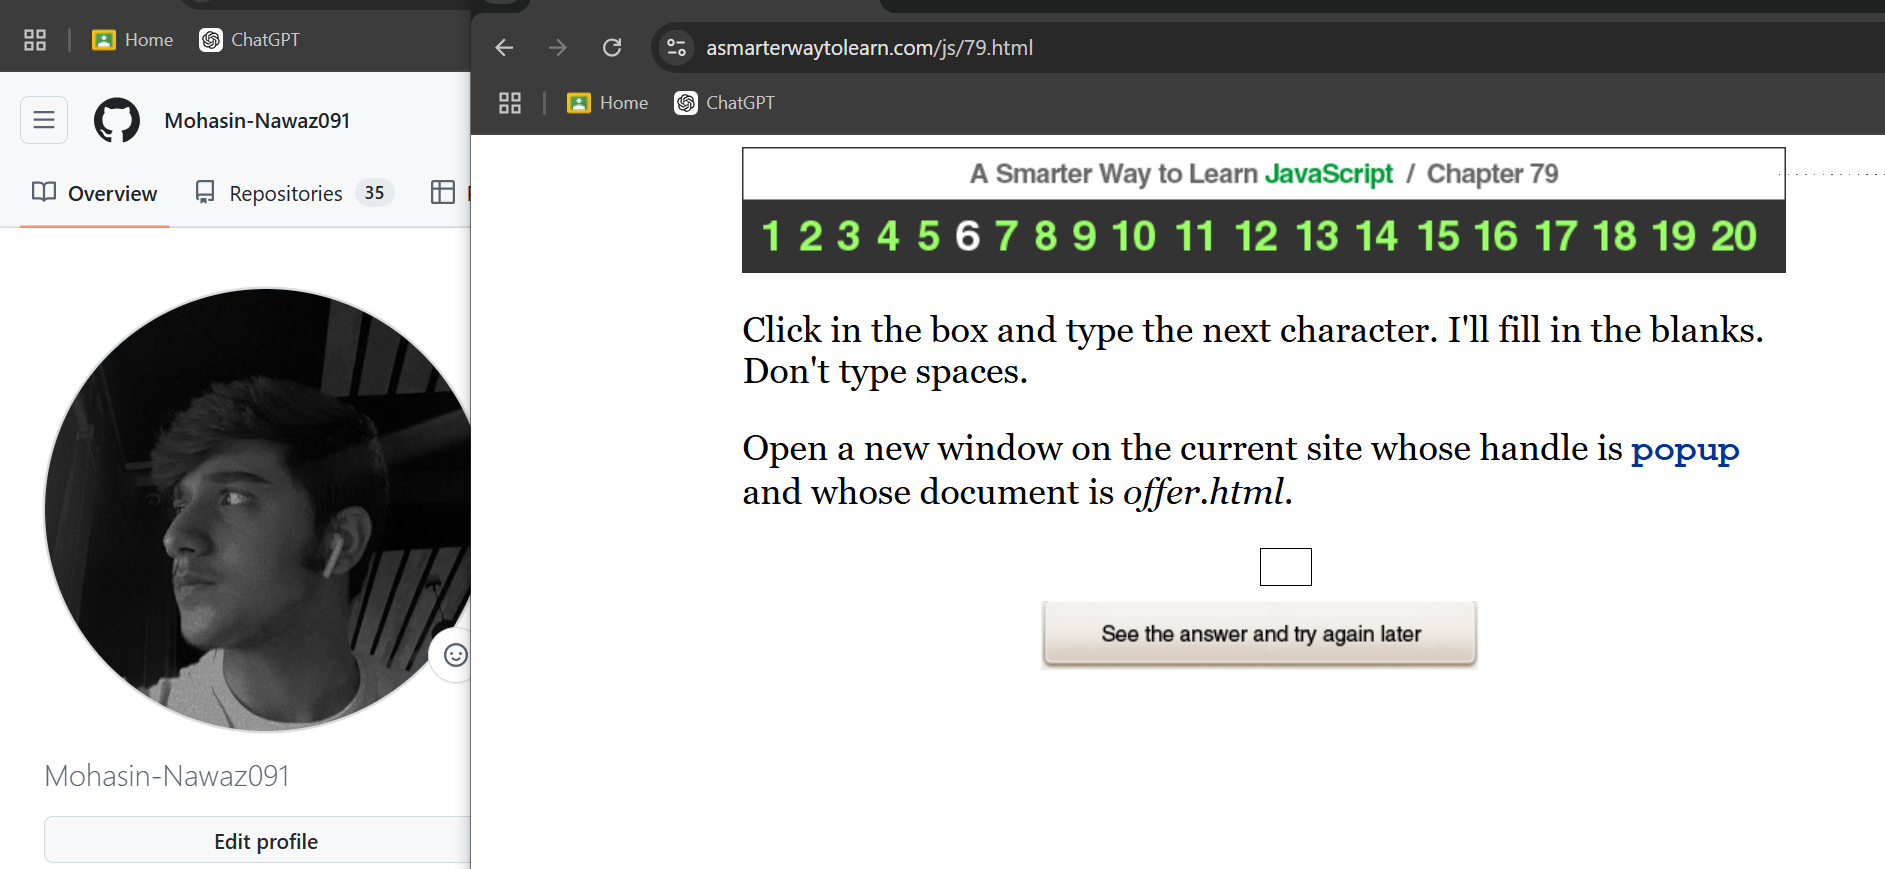 Home
ChatGPT
Mohasin-Nawaz091
Overview
Repositories 35
Mohasin-Nawaz091
Edit profile
asmarterwaytolearn.com/js/79.html
Home
ChatGPT
A Smarter Way to Learn JavaScript / Chapter 79
1 2 3 4 5 6 7 8 9 10 11 12 13 14 15 16 17 18 19 20
Click in the box and type the next character. I'll fill in the blanks.
Don't type spaces.
Open a new window on the current site whose handle is popup
and whose document is offer.html.
See the answer and try again later